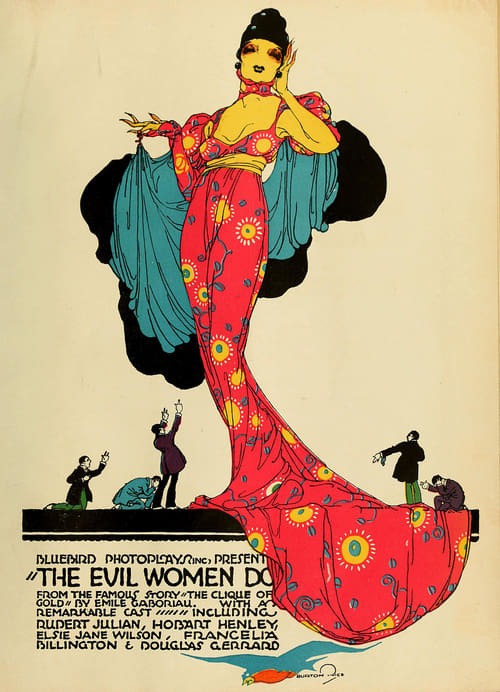 BLUEBIRD PHOTOPLAYS INC; PRESENT
"THE EVIL WOMEN DO
FROM THE FAMOUS STORY "THE CLIQUE OF
GOLD" BY EMILE GABORIAU. WITH A
REMARKABLE CAST ////// INCLUDING
RUPERT JULIAN, HOBART HENLEY,
ELSIE JANE WILSON, FRANCELIA
BILLINGTON & DOUGLAS GERRARD
BURTON RICE